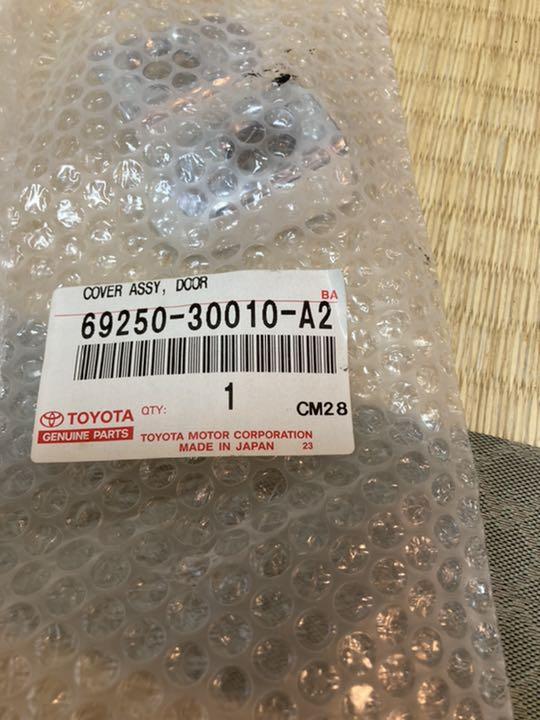 COVER ASSY, DOOR
BA
69250-30010-A2
QTY: 1
CM28
TOYOTA
GENUINE PARTS
TOYOTA MOTOR CORPORATION
MADE IN JAPAN 23